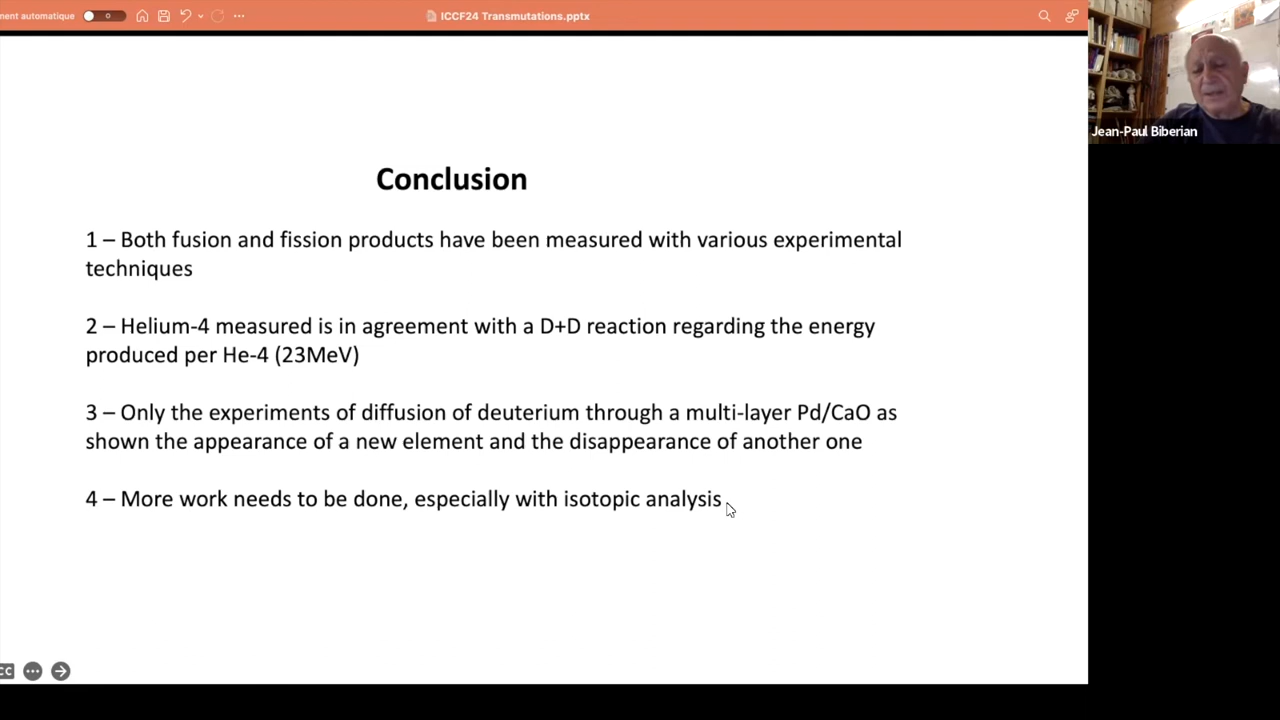 ment automatique
ICCF24 Transmutations.pptx
Jean-Paul Biberian
Conclusion
1 – Both fusion and fission products have been measured with various experimental
techniques
2 – Helium-4 measured is in agreement with a D+D reaction regarding the energy
produced per He-4 (23MeV)
3 – Only the experiments of diffusion of deuterium through a multi-layer Pd/CaO as
shown the appearance of a new element and the disappearance of another one
4 – More work needs to be done, especially with isotopic analysis
CC